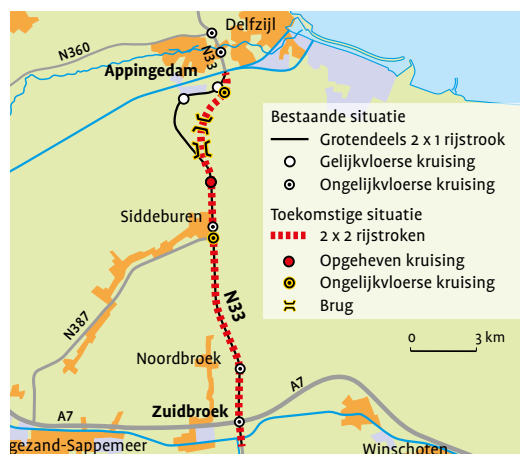 Delfzijl
N360
N33
Appingedam
Bestaande situatie
Grotendeels 2 x 1 rijstrook
Gelijkvloerse kruising
Ongelijkvloerse kruising
Toekomstige situatie
2 x 2 rijstroken
Opgeheven kruising
Ongelijkvloerse kruising
Brug
Siddeburen
N33
N387
0 3 km
Noordbroek
A7
Zuidbroek
A7
gezand-Sappemeer
Winschoten